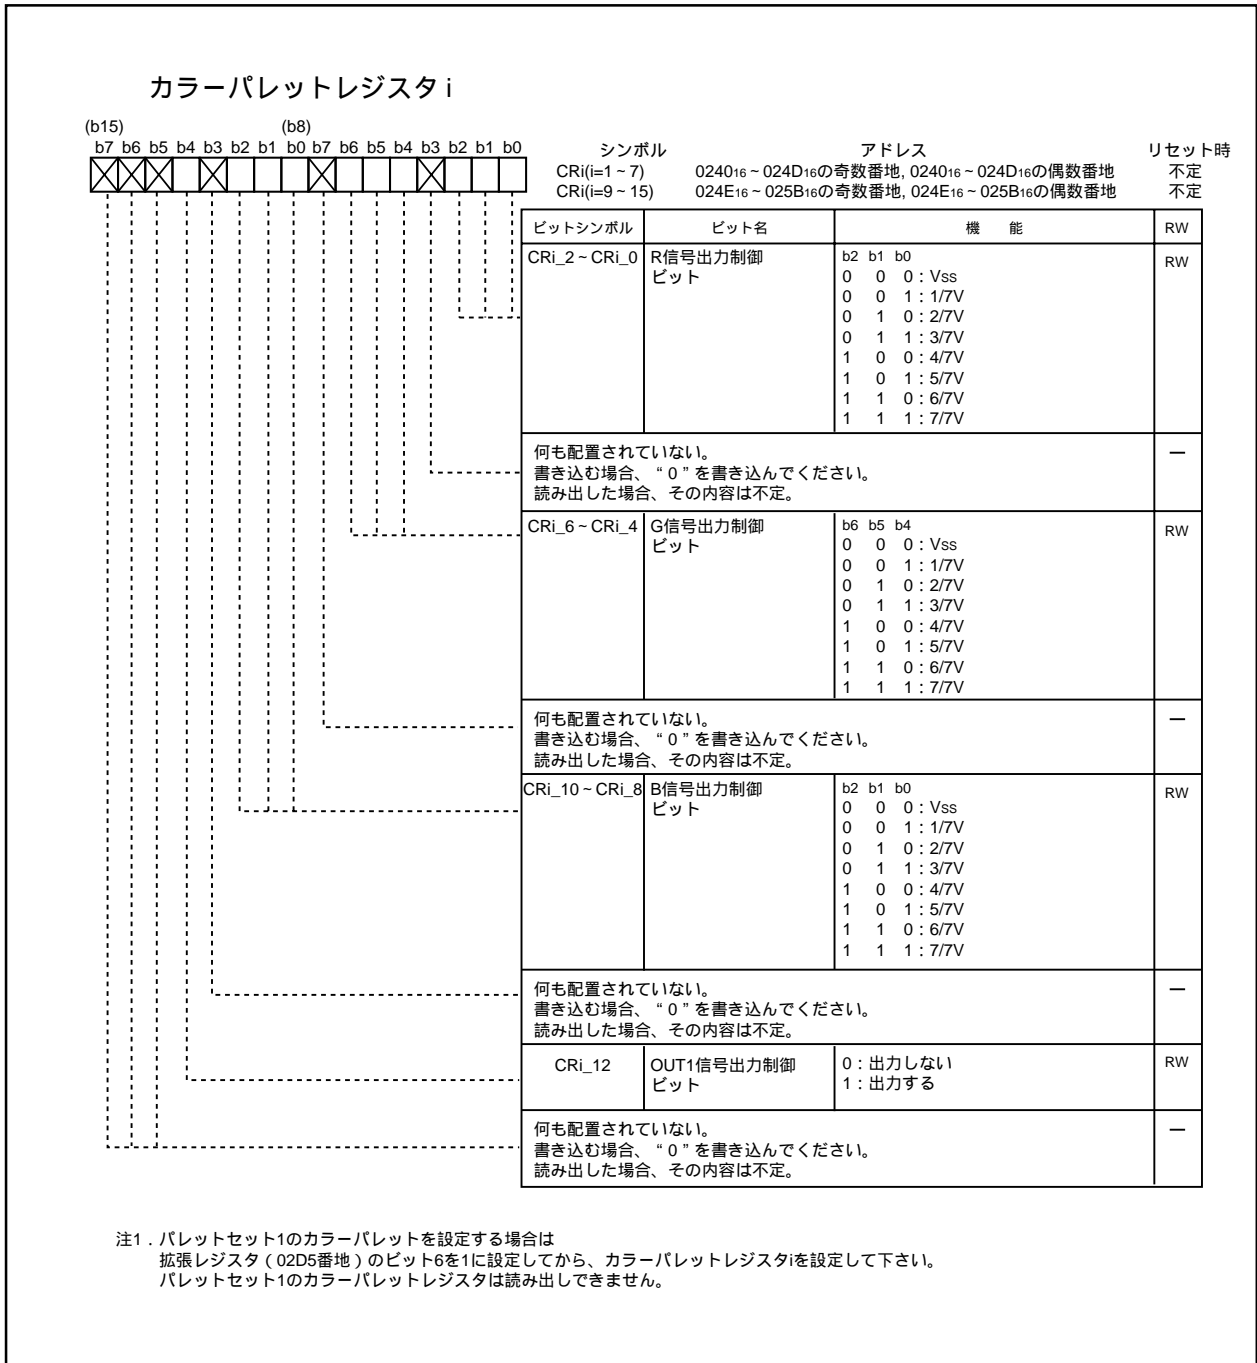 カラーパレットレジスタ i
(b15) (b8)
b7 b6 b5 b4 b3 b2 b1 b0 b7 b6 b5 b4 b3 b2 b1 b0
シンボル アドレス リセット時
CRi(i=1~7) 024016~024D16の奇数番地, 024016~024D16の偶数番地 不定
CRi(i=9~15) 024E16~025B16の奇数番地, 024E16~025B16の偶数番地 不定
ビットシンボル ビット名 機 能 RW
CRi_2~CRi_0 R信号出力制御 b2 b1 b0 RW
ビット 0 0 0:Vss
0 0 1:1/7V
0 1 0:2/7V
0 1 1:3/7V
1 0 0:4/7V
1 0 1:5/7V
1 1 0:6/7V
1 1 1:7/7V
何も配置されていない。 —
書き込む場合、“0”を書き込んでください。
読み出した場合、その内容は不定。
CRi_6~CRi_4 G信号出力制御 b6 b5 b4 RW
ビット 0 0 0:Vss
0 0 1:1/7V
0 1 0:2/7V
0 1 1:3/7V
1 0 0:4/7V
1 0 1:5/7V
1 1 0:6/7V
1 1 1:7/7V
何も配置されていない。 —
書き込む場合、“0”を書き込んでください。
読み出した場合、その内容は不定。
CRi_10~CRi_8 B信号出力制御 b2 b1 b0 RW
ビット 0 0 0:Vss
0 0 1:1/7V
0 1 0:2/7V
0 1 1:3/7V
1 0 0:4/7V
1 0 1:5/7V
1 1 0:6/7V
1 1 1:7/7V
何も配置されていない。 —
書き込む場合、“0”を書き込んでください。
読み出した場合、その内容は不定。
CRi_12 OUT1信号出力制御 0:出力しない RW
ビット 1:出力する
何も配置されていない。 —
書き込む場合、“0”を書き込んでください。
読み出した場合、その内容は不定。
注1.パレットセット1のカラーパレットを設定する場合は
拡張レジスタ(02D5番地)のビット6を1に設定してから、カラーパレットレジスタiを設定して下さい。
パレットセット1のカラーパレットレジスタは読み出しできません。